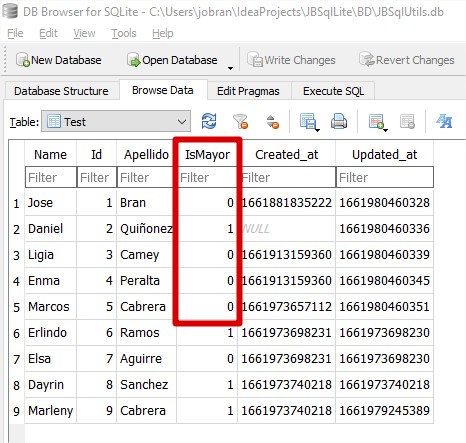 DB Browser for SQLite - C:\Users\jobran\IdeaProjects\JBSqlLite\BD\JBSqlUtils.db
File Edit View Tools Help
New Database Open Database Write Changes Revert Changes
Database Structure Browse Data Edit Pragmas Execute SQL
Table: Test
Name Id Apellido IsMayor Created_at Updated_at
Filter Filter Filter Filter Filter Filter
1 Jose 1 Bran 0 1661881835222 1661980460328
2 Daniel 2 Quiñonez 1 NULL 1661980460336
3 Ligia 3 Camey 0 1661913159360 1661980460339
4 Enma 4 Peralta 0 1661913159360 1661980460345
5 Marcos 5 Cabrera 0 1661973657112 1661980460351
6 Erlindo 6 Ramos 1 1661973698231 1661973698230
7 Elsa 7 Aguirre 0 1661973698231 1661973698230
8 Dayrin 8 Sanchez 1 1661973740218 1661973740218
9 Marleny 9 Cabrera 1 1661973740218 1661979245389